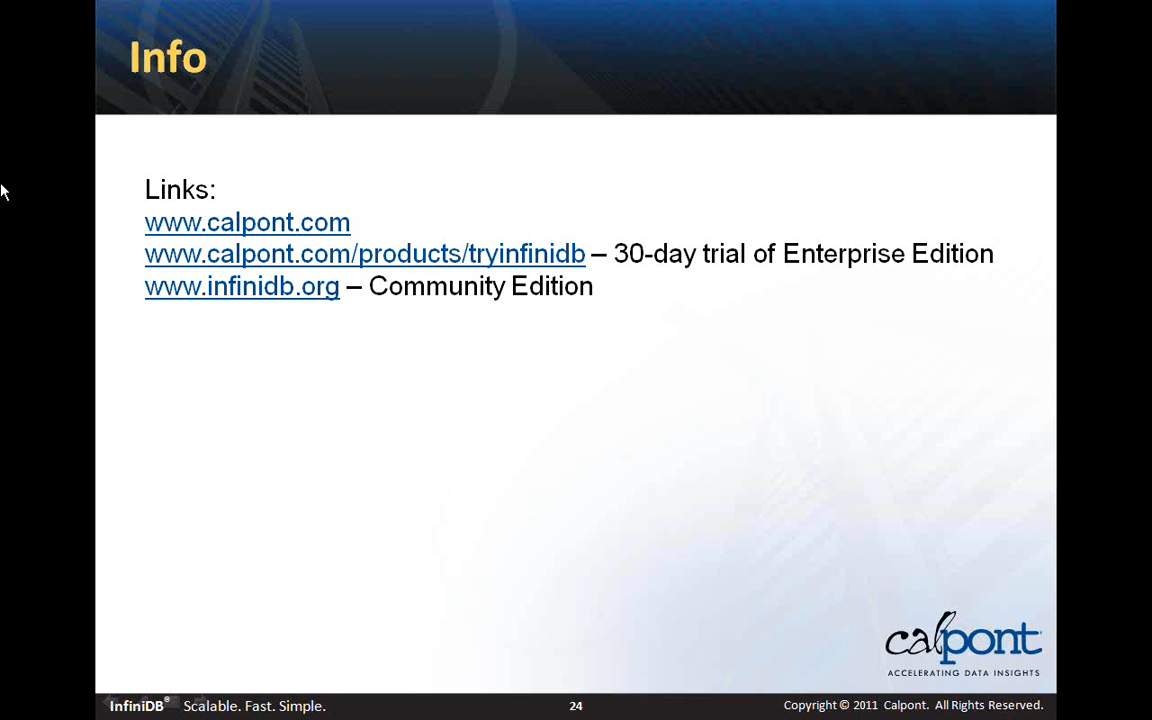 Info
Links:
www.calpont.com
www.calpont.com/products/tryinfinidb – 30-day trial of Enterprise Edition
www.infinidb.org – Community Edition
calpont
ACCELERATING DATA INSIGHTS
InfiniDB® Scalable. Fast. Simple.
24
Copyright © 2011 Calpont. All Rights Reserved.